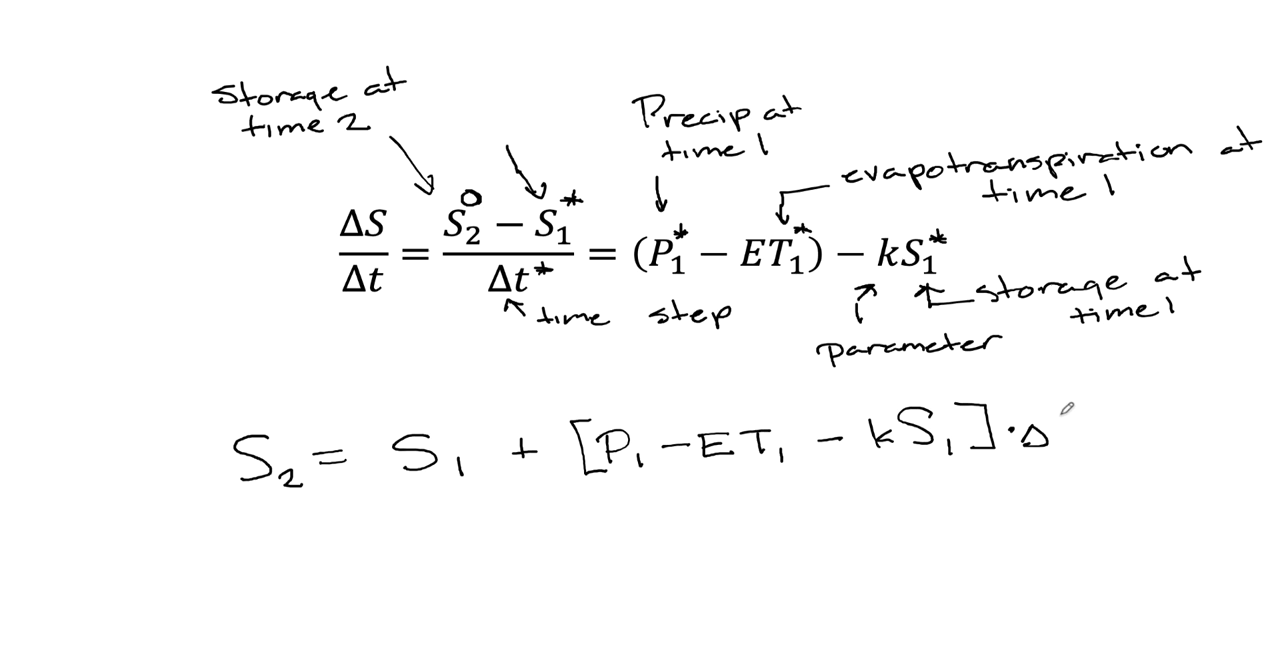 Storage at
time 2
Precip at
time 1
evapotranspiration at
time 1
ΔS/Δt = (S₂° − S₁*)/Δt* = (P₁* − ET₁*) − kS₁*
time step
storage at
time 1
parameter
S₂ = S₁ + [P₁ − ET₁ − kS₁]·Δ